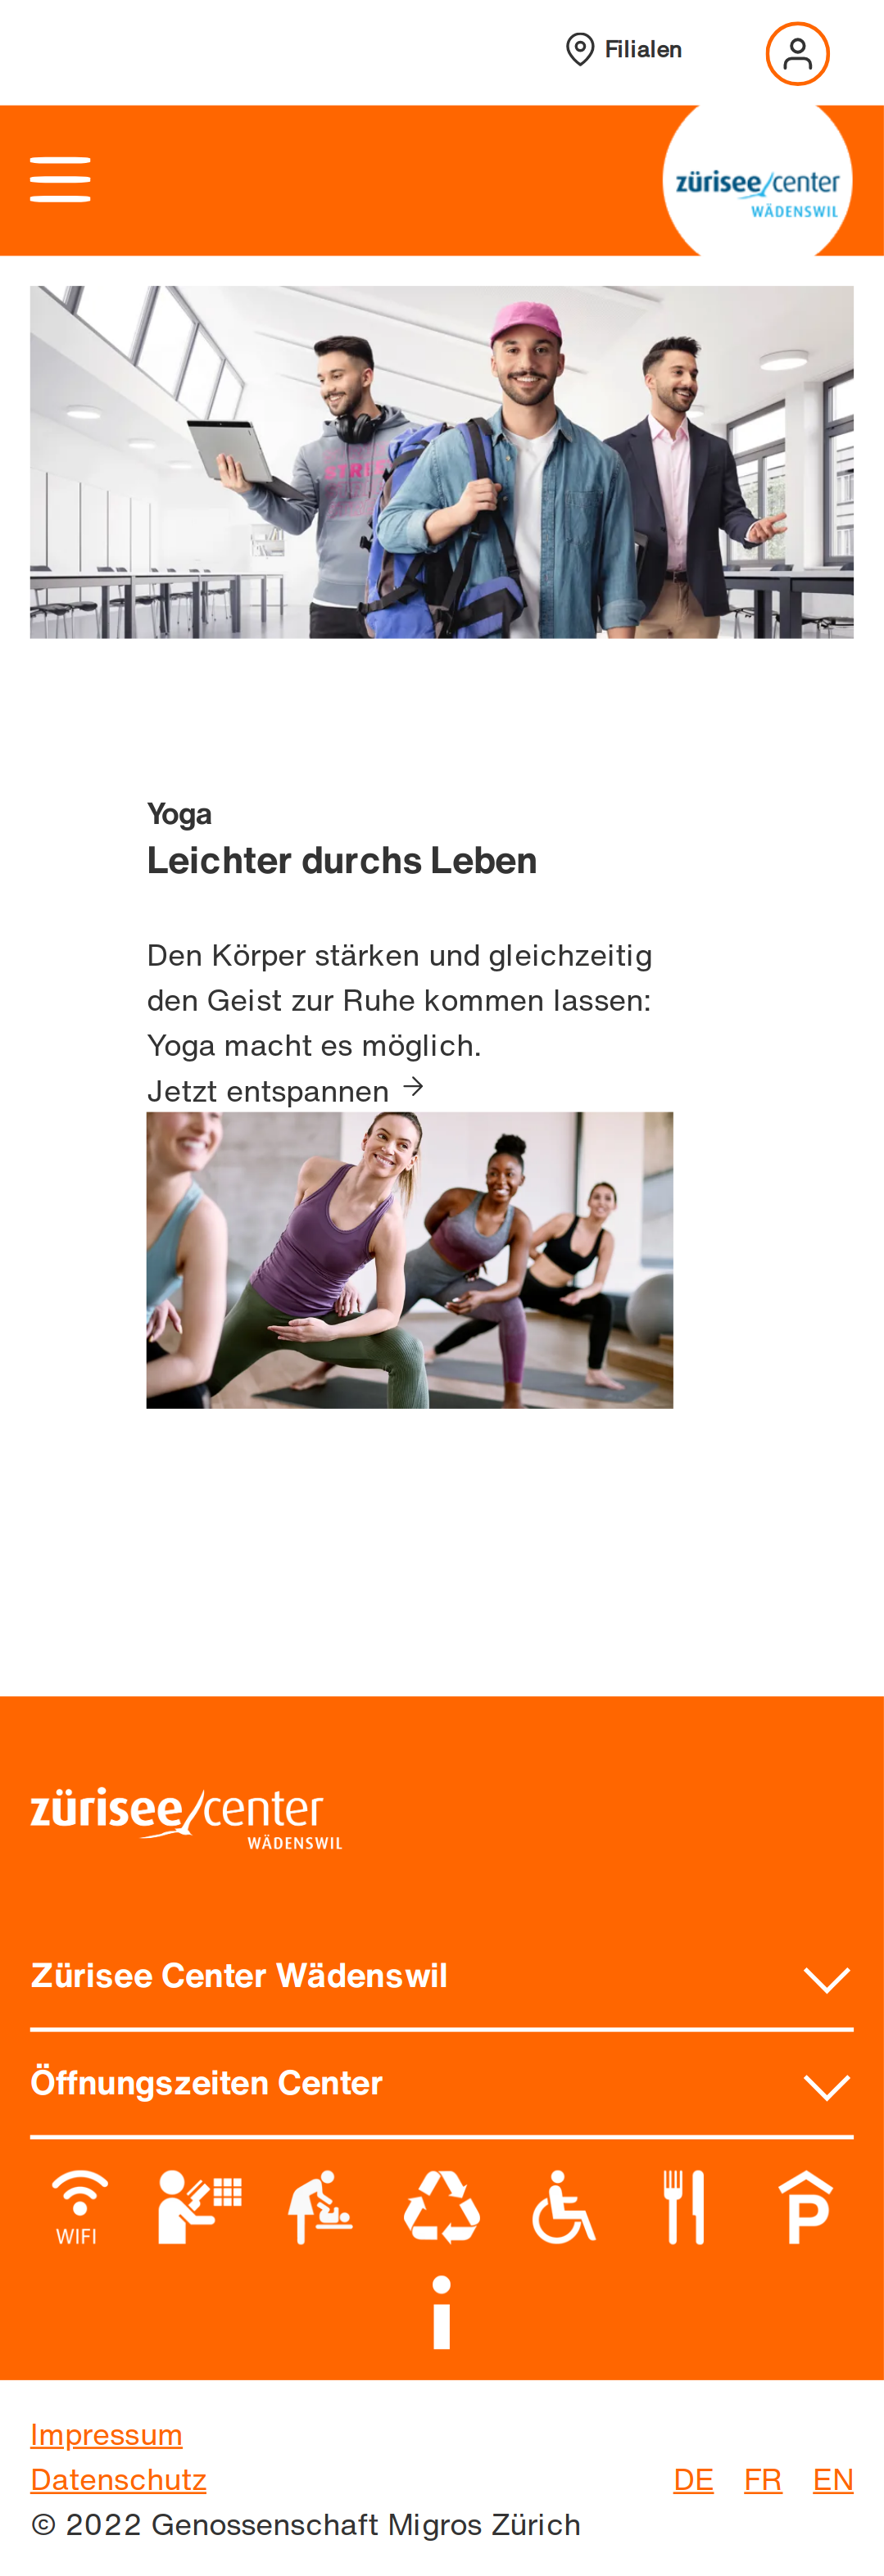 Filialen
zürisee/center
WÄDENSWIL
STREET
Yoga
Leichter durchs Leben
Den Körper stärken und gleichzeitig
den Geist zur Ruhe kommen lassen:
Yoga macht es möglich.
Jetzt entspannen →
zürisee/center
WÄDENSWIL
Zürisee Center Wädenswil
Öffnungszeiten Center
WIFI
P
i
Impressum
Datenschutz
DE FR EN
© 2022 Genossenschaft Migros Zürich